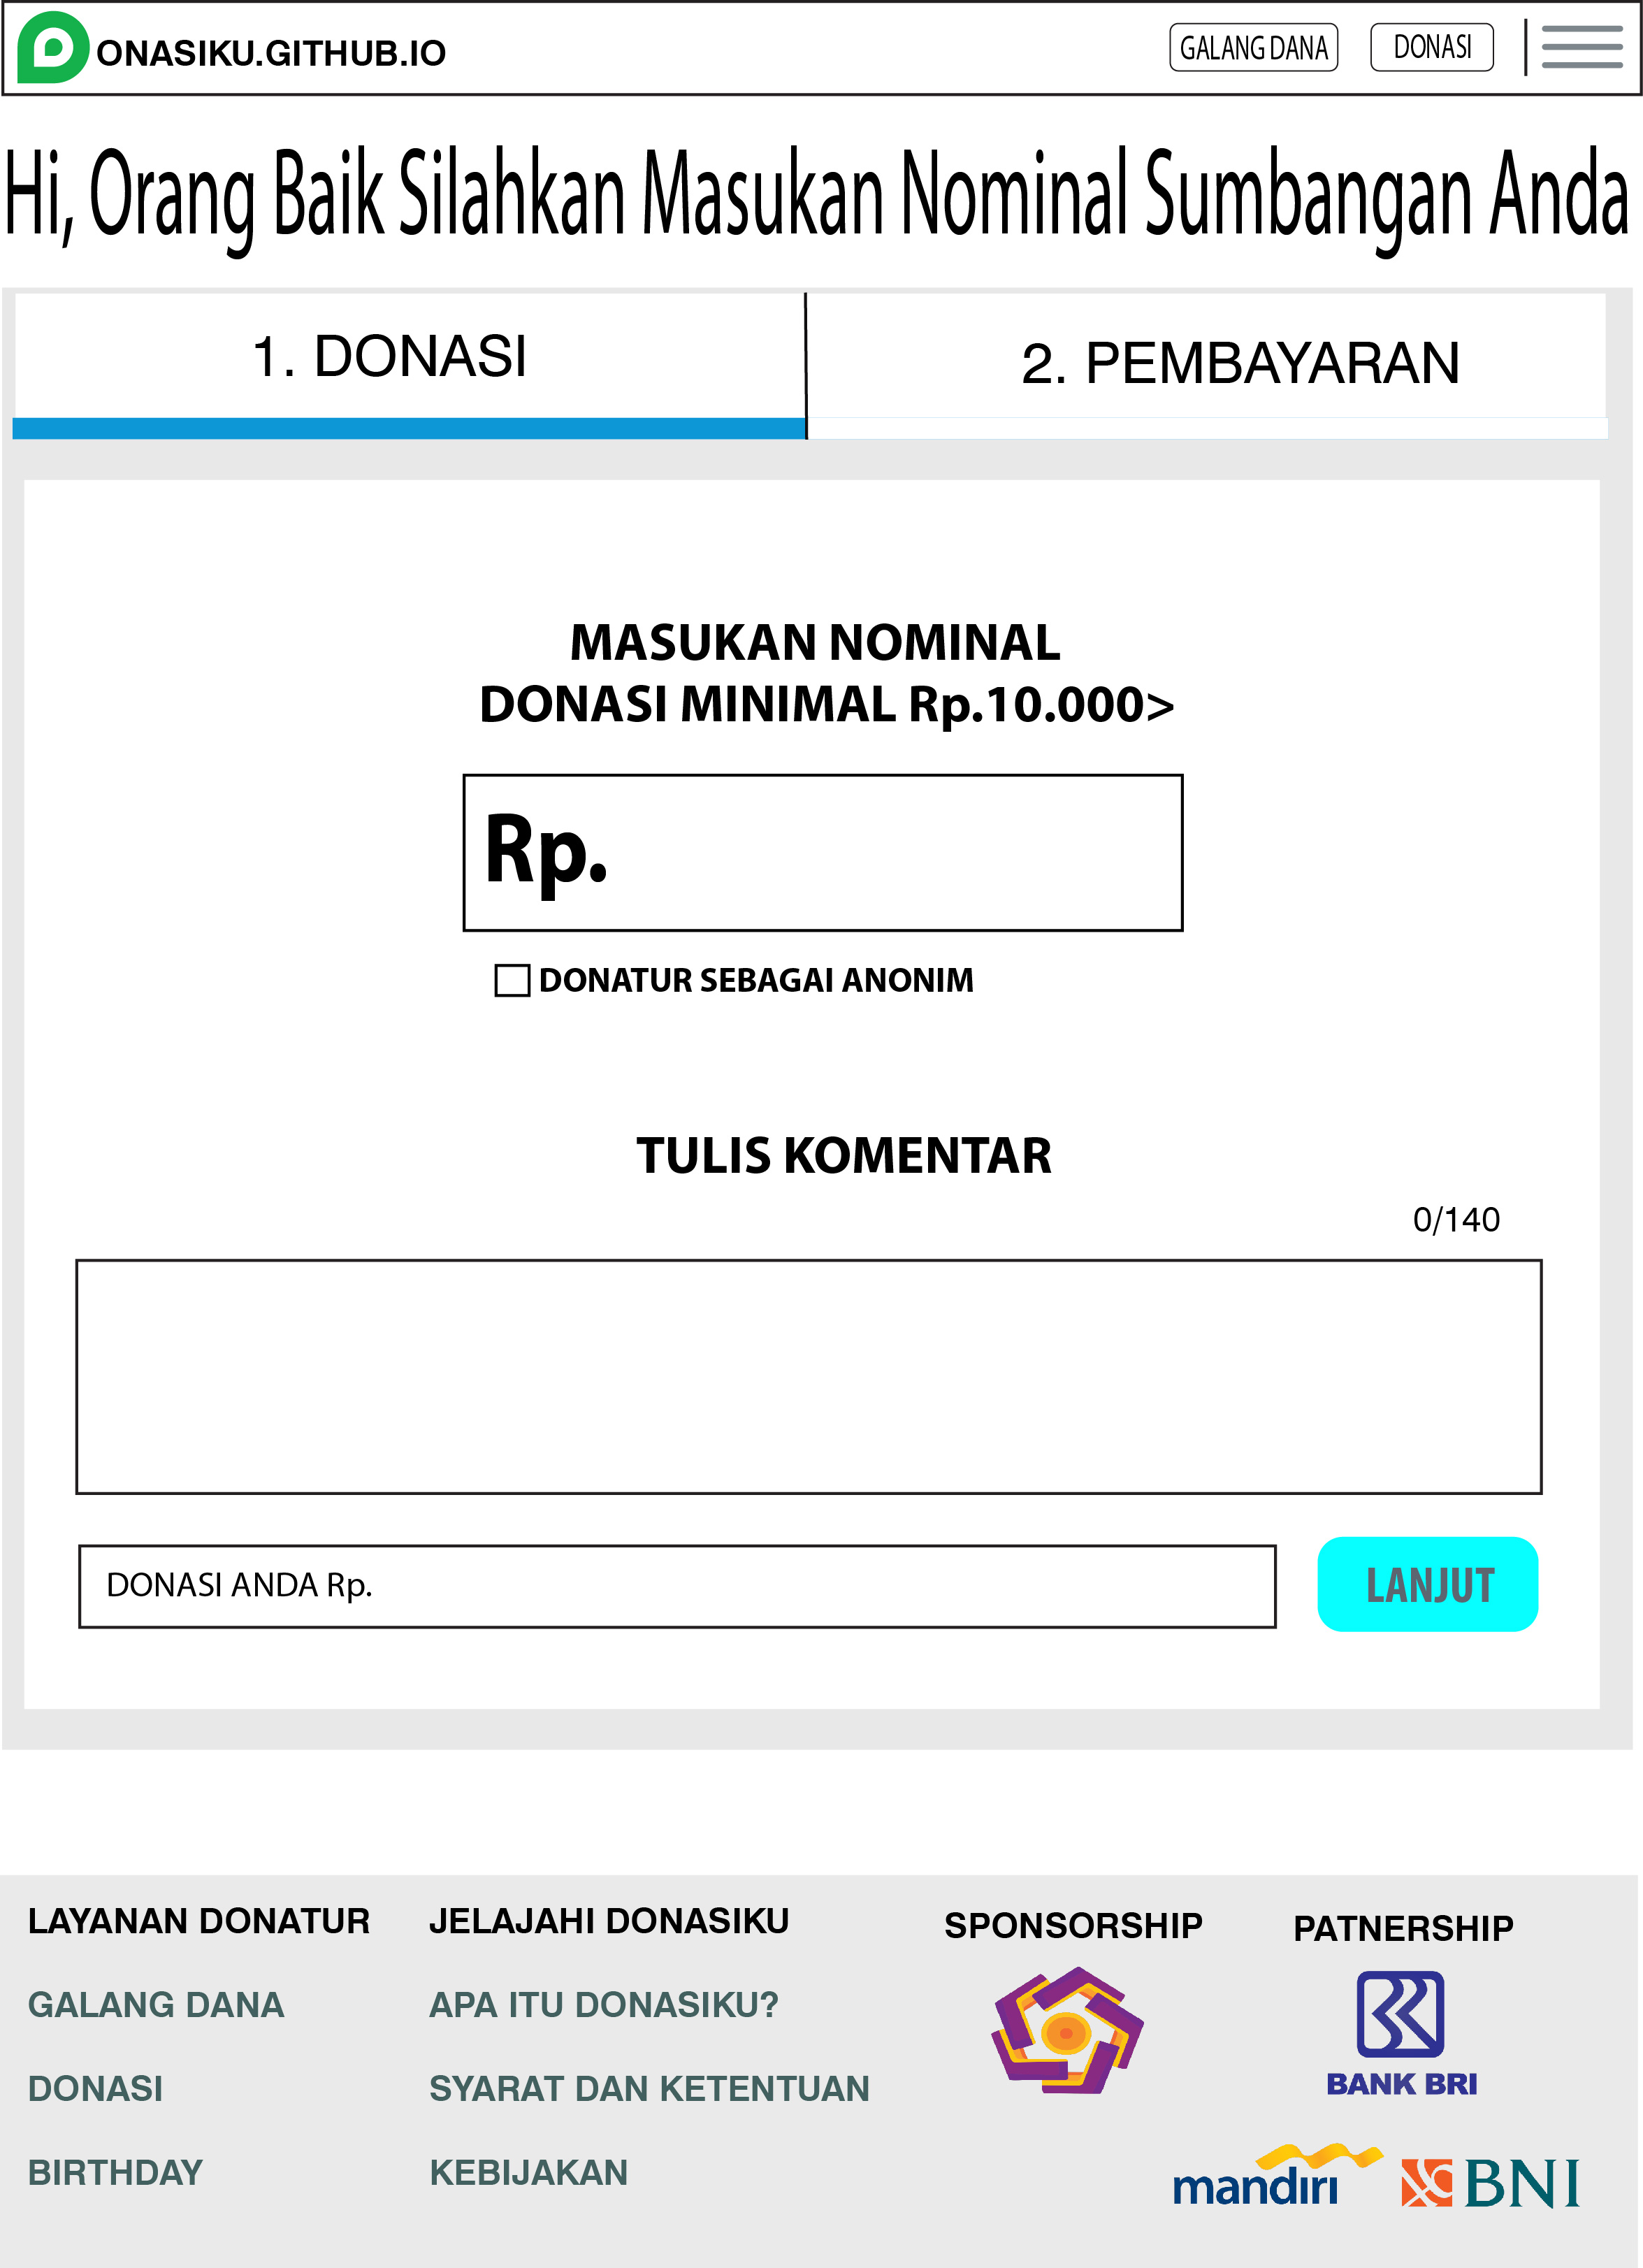 ONASIKU.GITHUB.IO
GALANG DANA
DONASI
Hi, Orang Baik Silahkan Masukan Nominal Sumbangan Anda
1. DONASI
2. PEMBAYARAN
MASUKAN NOMINAL
DONASI MINIMAL Rp.10.000>
Rp.
DONATUR SEBAGAI ANONIM
TULIS KOMENTAR
0/140
DONASI ANDA Rp.
LANJUT
LAYANAN DONATUR
GALANG DANA
DONASI
BIRTHDAY
JELAJAHI DONASIKU
APA ITU DONASIKU?
SYARAT DAN KETENTUAN
KEBIJAKAN
SPONSORSHIP
PATNERSHIP
BANK BRI
mandiri
BNI